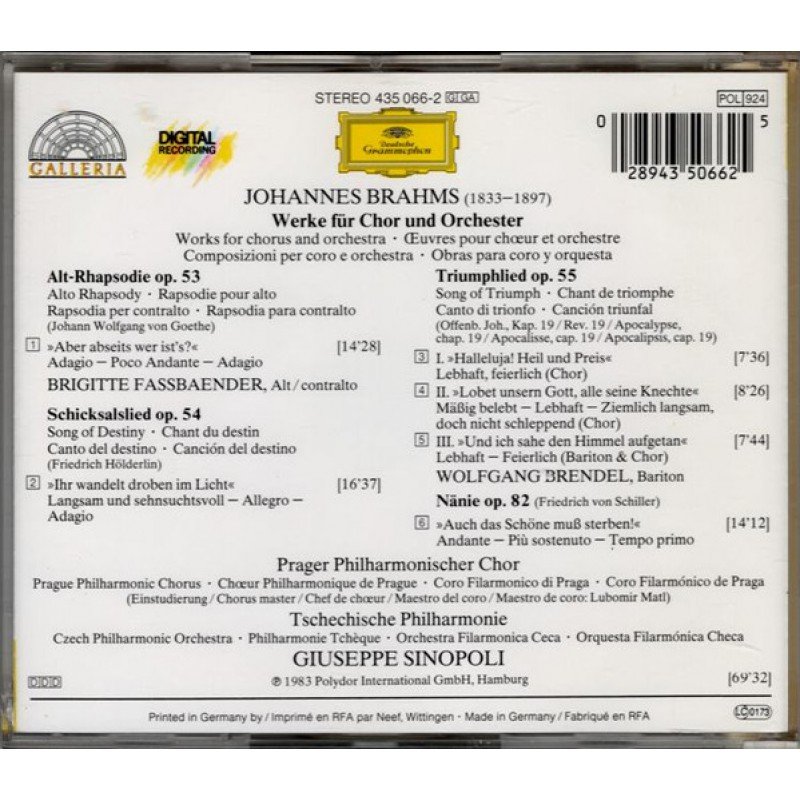 STEREO 435 066-2 GI GA
POL 924
GALLERIA
DIGITAL
RECORDING
Deutsche
Grammophon
0 28943 50662 5
JOHANNES BRAHMS (1833–1897)
Werke für Chor und Orchester
Works for chorus and orchestra · Œuvres pour chœur et orchestre
Composizioni per coro e orchestra · Obras para coro y orquesta
Alt-Rhapsodie op. 53
Alto Rhapsody · Rapsodie pour alto
Rapsodia per contralto · Rapsodia para contralto
(Johann Wolfgang von Goethe)
1 »Aber abseits wer ist's?« [14'28]
Adagio – Poco Andante – Adagio
BRIGITTE FASSBAENDER, Alt / contralto
Schicksalslied op. 54
Song of Destiny · Chant du destin
Canto del destino · Canción del destino
(Friedrich Hölderlin)
2 »Ihr wandelt droben im Licht« [16'37]
Langsam und sehnsuchtsvoll – Allegro –
Adagio
Triumphlied op. 55
Song of Triumph · Chant de triomphe
Canto di trionfo · Canción triunfal
(Offenb. Joh., Kap. 19 / Rev. 19 / Apocalypse,
chap. 19 / Apocalisse, cap. 19 / Apocalipsis, cap. 19)
3 I. »Halleluja! Heil und Preis« [7'36]
Lebhaft, feierlich (Chor)
4 II. »Lobet unsern Gott, alle seine Knechte« [8'26]
Mäßig belebt – Lebhaft – Ziemlich langsam,
doch nicht schleppend (Chor)
5 III. »Und ich sahe den Himmel aufgetan« [7'44]
Lebhaft – Feierlich (Bariton & Chor)
WOLFGANG BRENDEL, Bariton
Nänie op. 82 (Friedrich von Schiller)
6 »Auch das Schöne muß sterben!« [14'12]
Andante – Più sostenuto – Tempo primo
Prager Philharmonischer Chor
Prague Philharmonic Chorus · Chœur Philharmonique de Prague · Coro Filarmonico di Praga · Coro Filarmónico de Praga
(Einstudierung / Chorus master / Chef de chœur / Maestro del coro / Maestro de coro: Lubomir Matl)
Tschechische Philharmonie
Czech Philharmonic Orchestra · Philharmonie Tchèque · Orchestra Filarmonica Ceca · Orquesta Filarmónica Checa
GIUSEPPE SINOPOLI
DDD
℗ 1983 Polydor International GmbH, Hamburg
[69'32]
Printed in Germany by / Imprimé en RFA par Neef, Wittingen · Made in Germany / Fabriqué en RFA
LC 0173